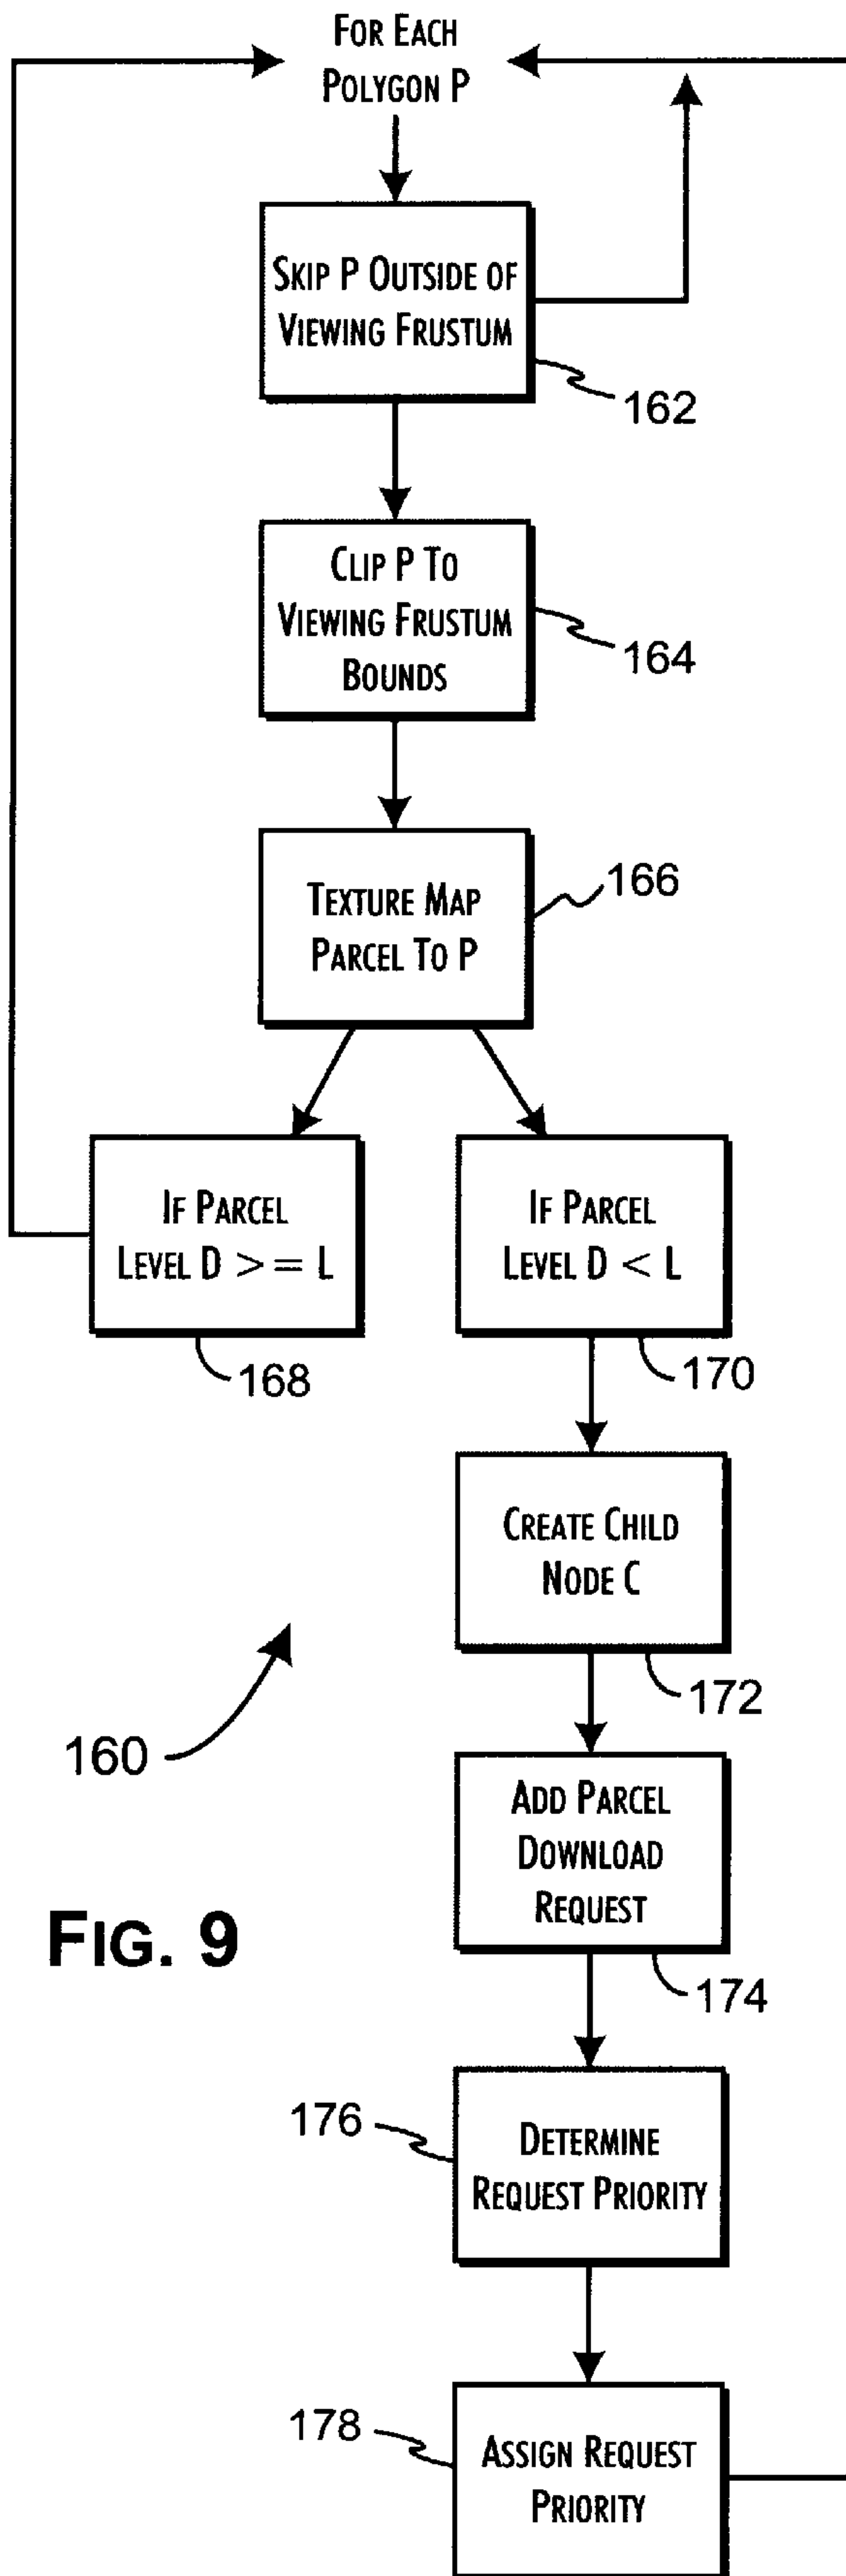 FOR EACH
POLYGON P
SKIP P OUTSIDE OF
VIEWING FRUSTUM
162
CLIP P TO
VIEWING FRUSTUM
BOUNDS
164
TEXTURE MAP
PARCEL TO P
166
IF PARCEL
LEVEL D > = L
168
IF PARCEL
LEVEL D < L
170
CREATE CHILD
NODE C
172
160
ADD PARCEL
DOWNLOAD
REQUEST
174
FIG. 9
176
DETERMINE
REQUEST PRIORITY
178
ASSIGN REQUEST
PRIORITY